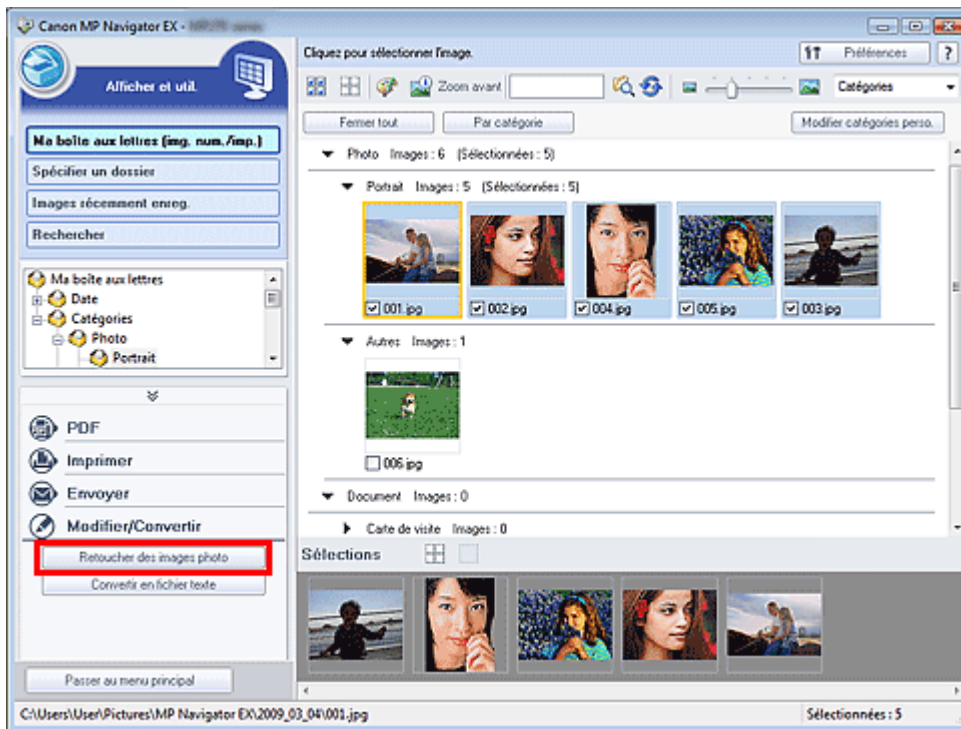 Canon MP Navigator EX -
Cliquez pour sélectionner l'image.
Préférences
?
Afficher et util.
Zoom avant
Catégories
Fermer tout
Par catégorie
Modifier catégories perso.
Ma boîte aux lettres (img. num./imp.)
Spécifier un dossier
Images récemment enreg.
Rechercher
Ma boîte aux lettres
Date
Catégories
Photo
Portrait
PDF
Imprimer
Envoyer
Modifier/Convertir
Retoucher des images photo
Convertir en fichier texte
Passer au menu principal
Photo Images : 6 (Sélectionnées : 5)
Portrait Images : 5 (Sélectionnées : 5)
001.jpg 002.jpg 004.jpg 005.jpg 003.jpg
Autres Images : 1
006.jpg
Document Images : 0
Carte de visite Images : 0
Sélections
C:\Users\User\Pictures\MP Navigator EX\2009_03_04\001.jpg
Sélectionnées : 5